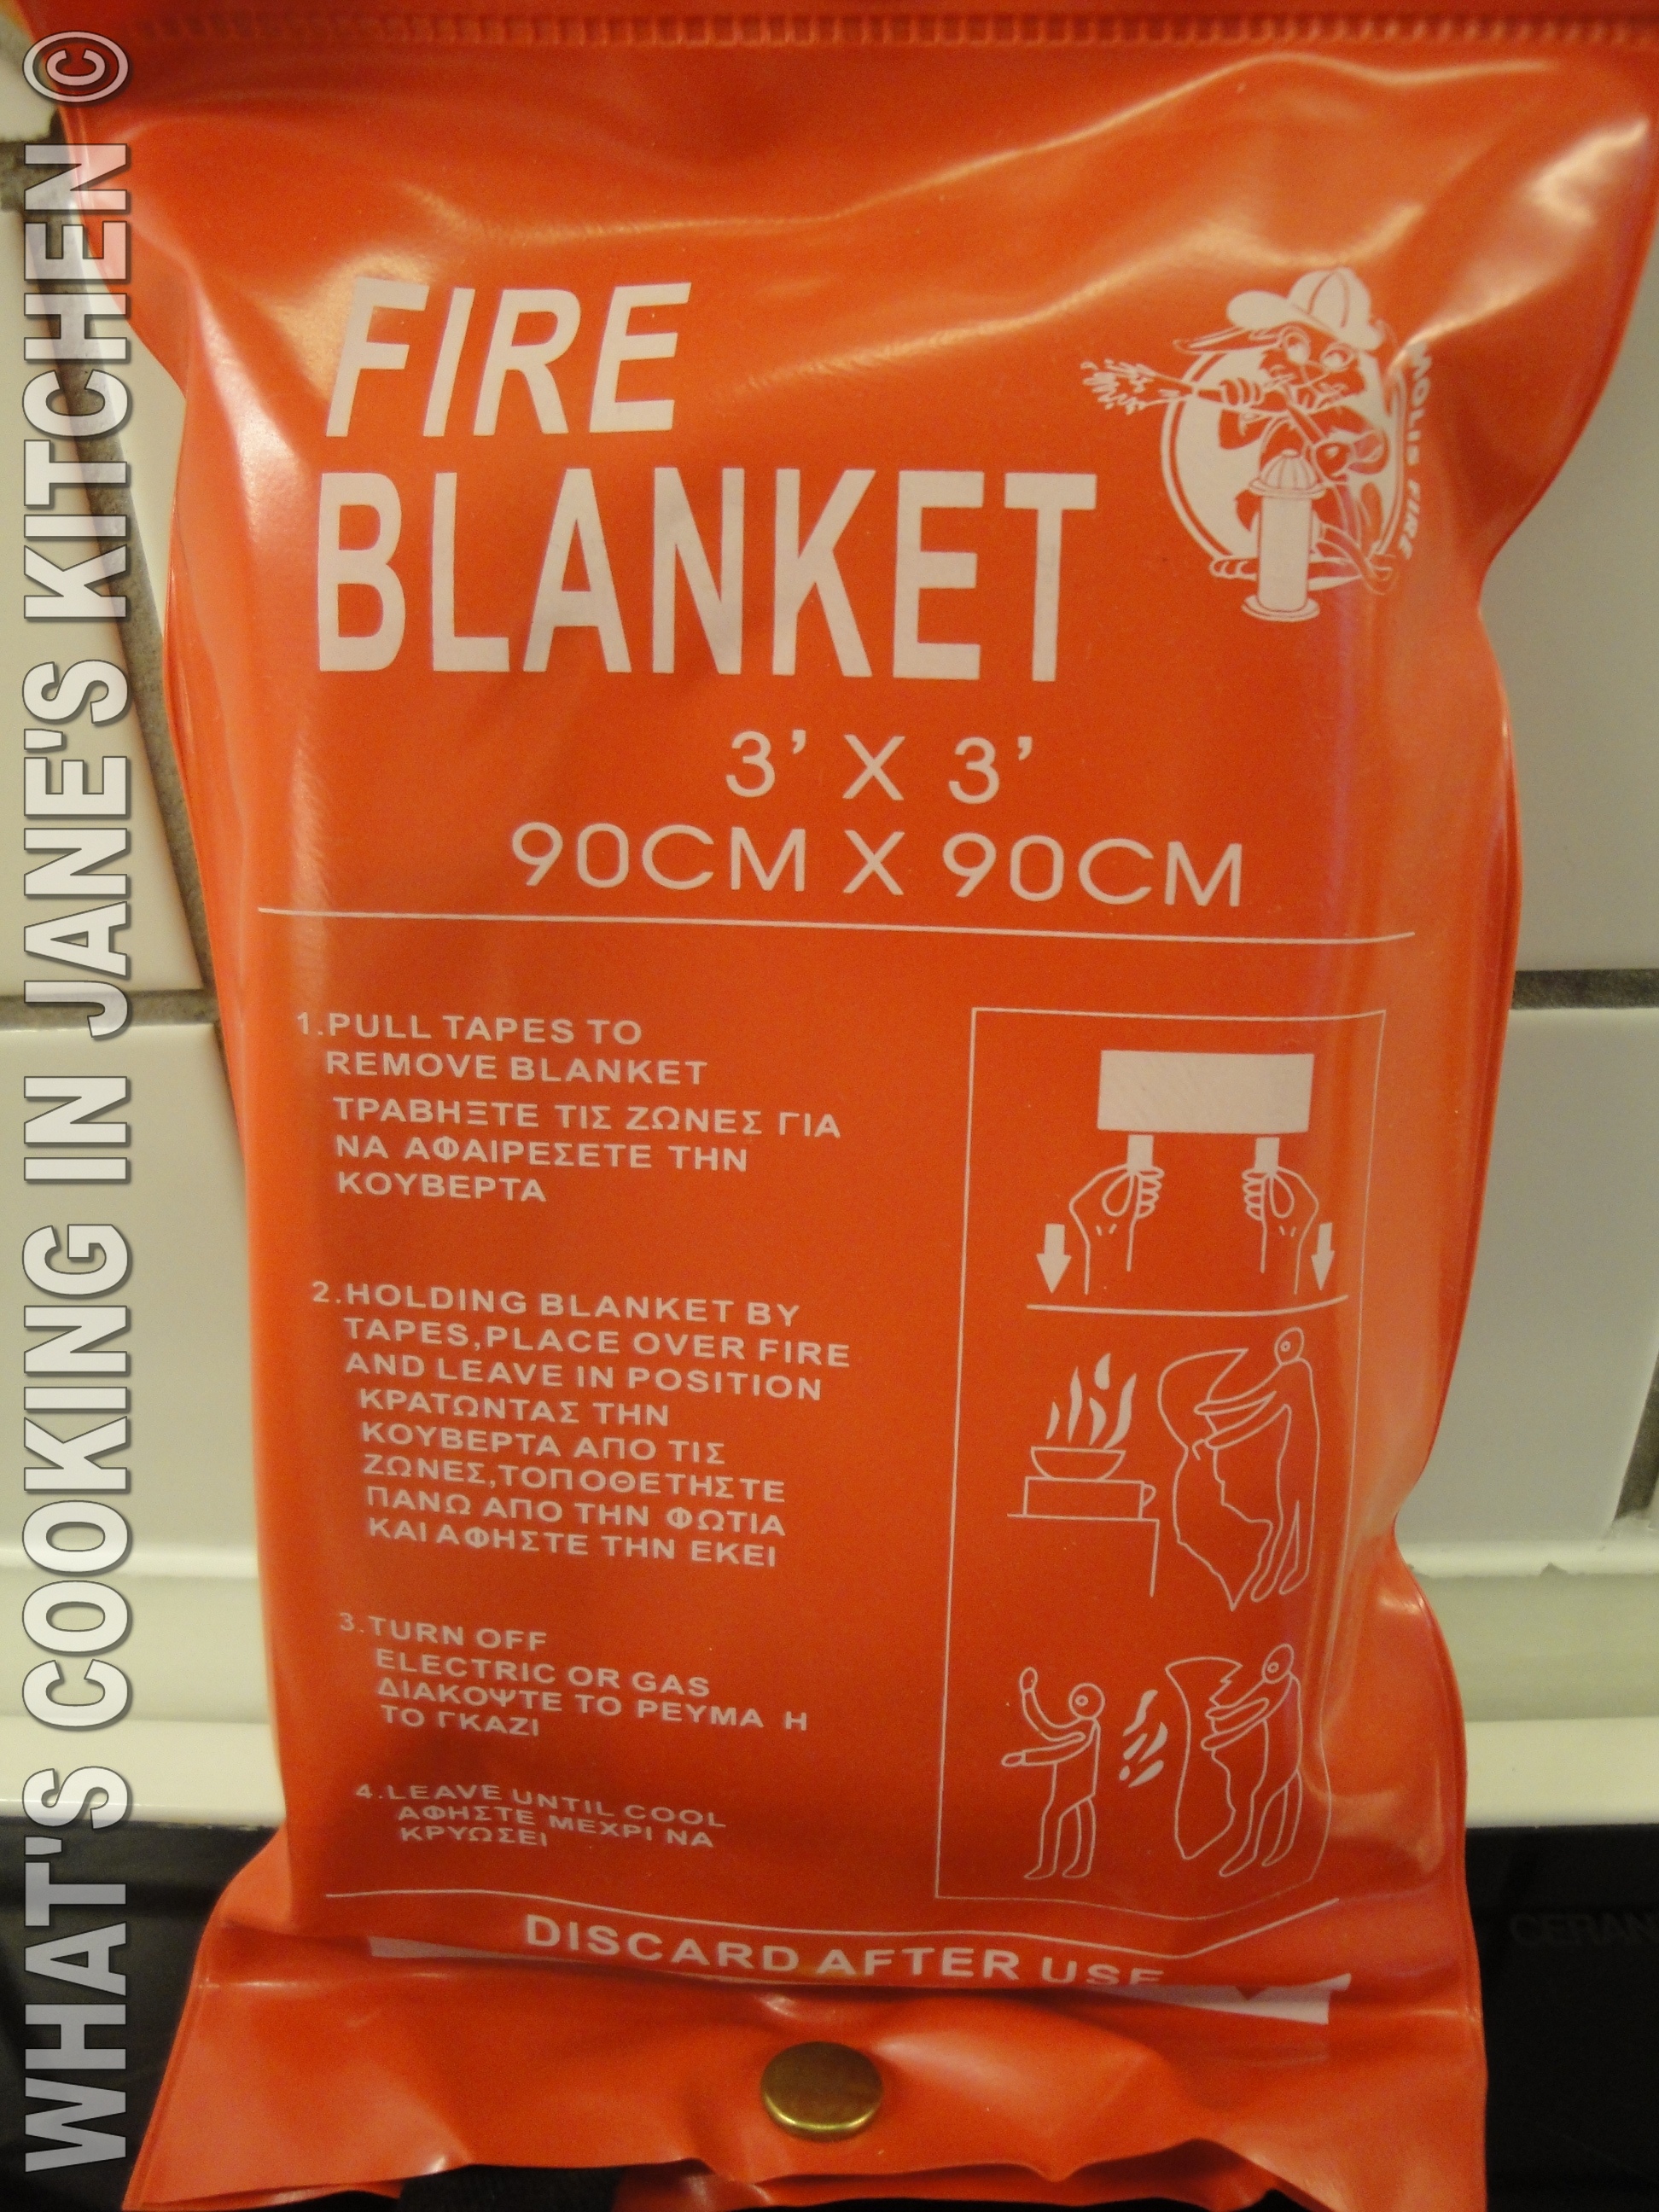 WHAT'S COOKING IN JANE'S KITCHEN ©
FIRE
BLANKET
3' X 3'
90CM X 90CM
FIRE
1.PULL TAPES TO
REMOVE BLANKET
ΤΡΑΒΗΞΤΕ ΤΙΣ ΖΩΝΕΣ ΓΙΑ
ΝΑ ΑΦΑΙΡΕΣΕΤΕ ΤΗΝ
ΚΟΥΒΕΡΤΑ
2.HOLDING BLANKET BY
TAPES,PLACE OVER FIRE
AND LEAVE IN POSITION
ΚΡΑΤΩΝΤΑΣ ΤΗΝ
ΚΟΥΒΕΡΤΑ ΑΠΟ ΤΙΣ
ΖΩΝΕΣ,ΤΟΠΟΘΕΤΗΣΤΕ
ΠΑΝΩ ΑΠΟ ΤΗΝ ΦΩΤΙΑ
ΚΑΙ ΑΦΗΣΤΕ ΤΗΝ ΕΚΕΙ
3.TURN OFF
ELECTRIC OR GAS
ΔΙΑΚΟΨΤΕ ΤΟ ΡΕΥΜΑ Η
ΤΟ ΓΚΑΖΙ
4.LEAVE UNTIL COOL
ΑΦΗΣΤΕ ΜΕΧΡΙ ΝΑ
ΚΡΥΩΣΕΙ
DISCARD AFTER USE